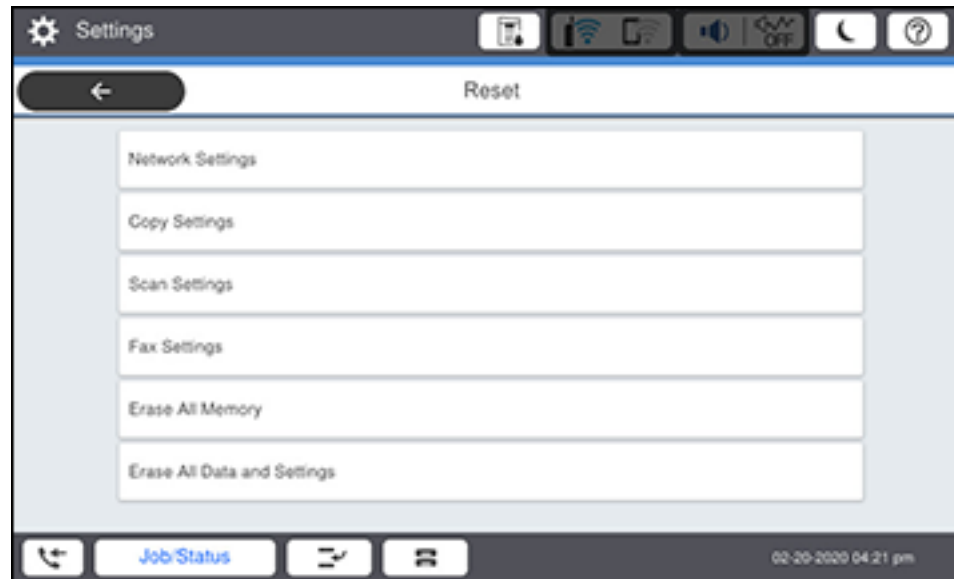 Settings
OFF
Reset
Network Settings
Copy Settings
Scan Settings
Fax Settings
Erase All Memory
Erase All Data and Settings
Job/Status
02-20-2020 04:21 pm